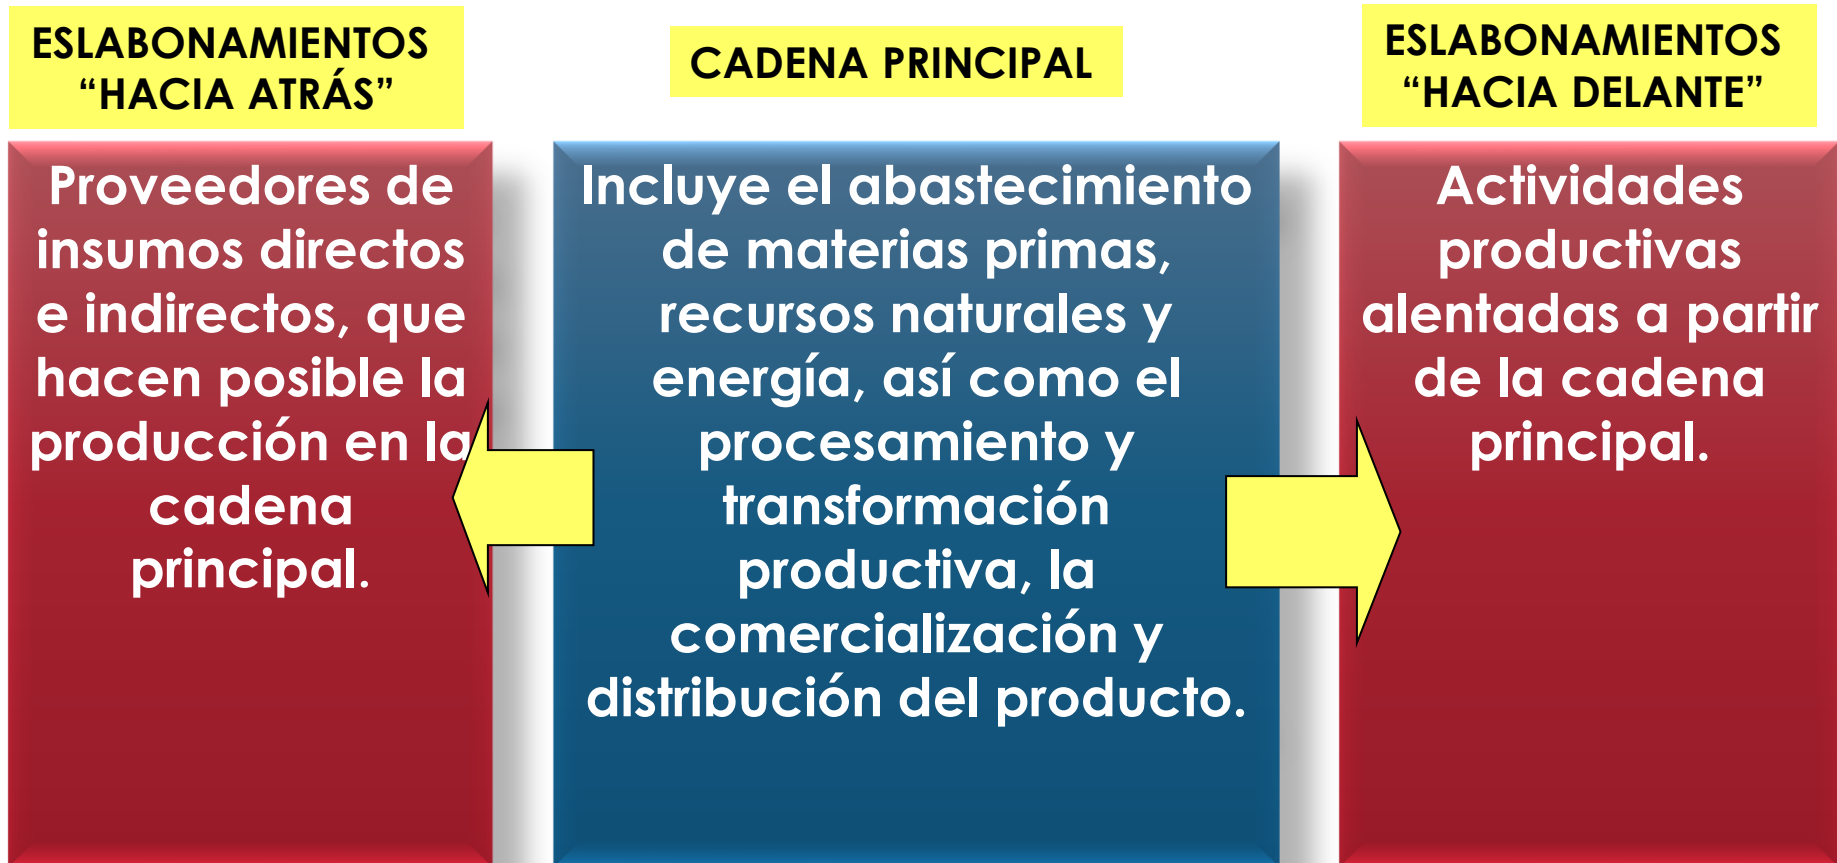 ESLABONAMIENTOS
“HACIA ATRÁS”
CADENA PRINCIPAL
ESLABONAMIENTOS
“HACIA DELANTE”
Proveedores de
insumos directos
e indirectos, que
hacen posible la
producción en la
cadena
principal.
Incluye el abastecimiento
de materias primas,
recursos naturales y
energía, así como el
procesamiento y
transformación
productiva, la
comercialización y
distribución del producto.
Actividades
productivas
alentadas a partir
de la cadena
principal.